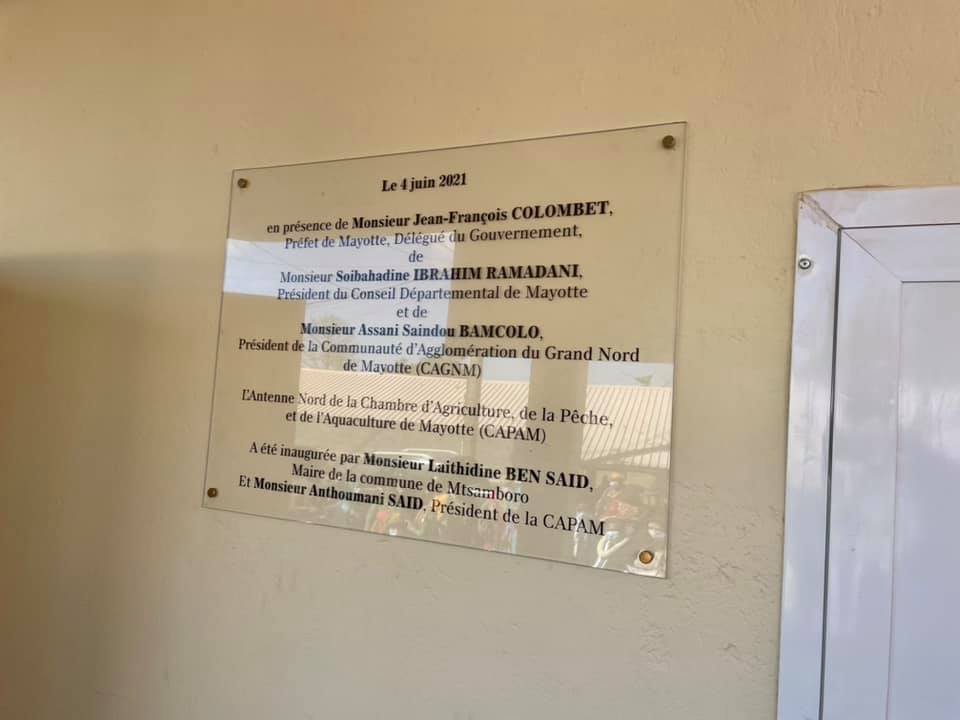 Le 4 juin 2021
en présence de Monsieur Jean-François COLOMBET,
Préfet de Mayotte, Délégué du Gouvernement,
de
Monsieur Soibahadine IBRAHIM RAMADANI,
Président du Conseil Départemental de Mayotte
et de
Monsieur Assani Saindou BAMCOLO,
Président de la Communauté d'Agglomération du Grand Nord
de Mayotte (CAGNM)
L'Antenne Nord de la Chambre d'Agriculture, de la Pêche,
et de l'Aquaculture de Mayotte (CAPAM)
A été inaugurée par Monsieur Laithidine BEN SAID,
Maire de la commune de Mtsamboro
Et Monsieur Anthoumani SAID, Président de la CAPAM